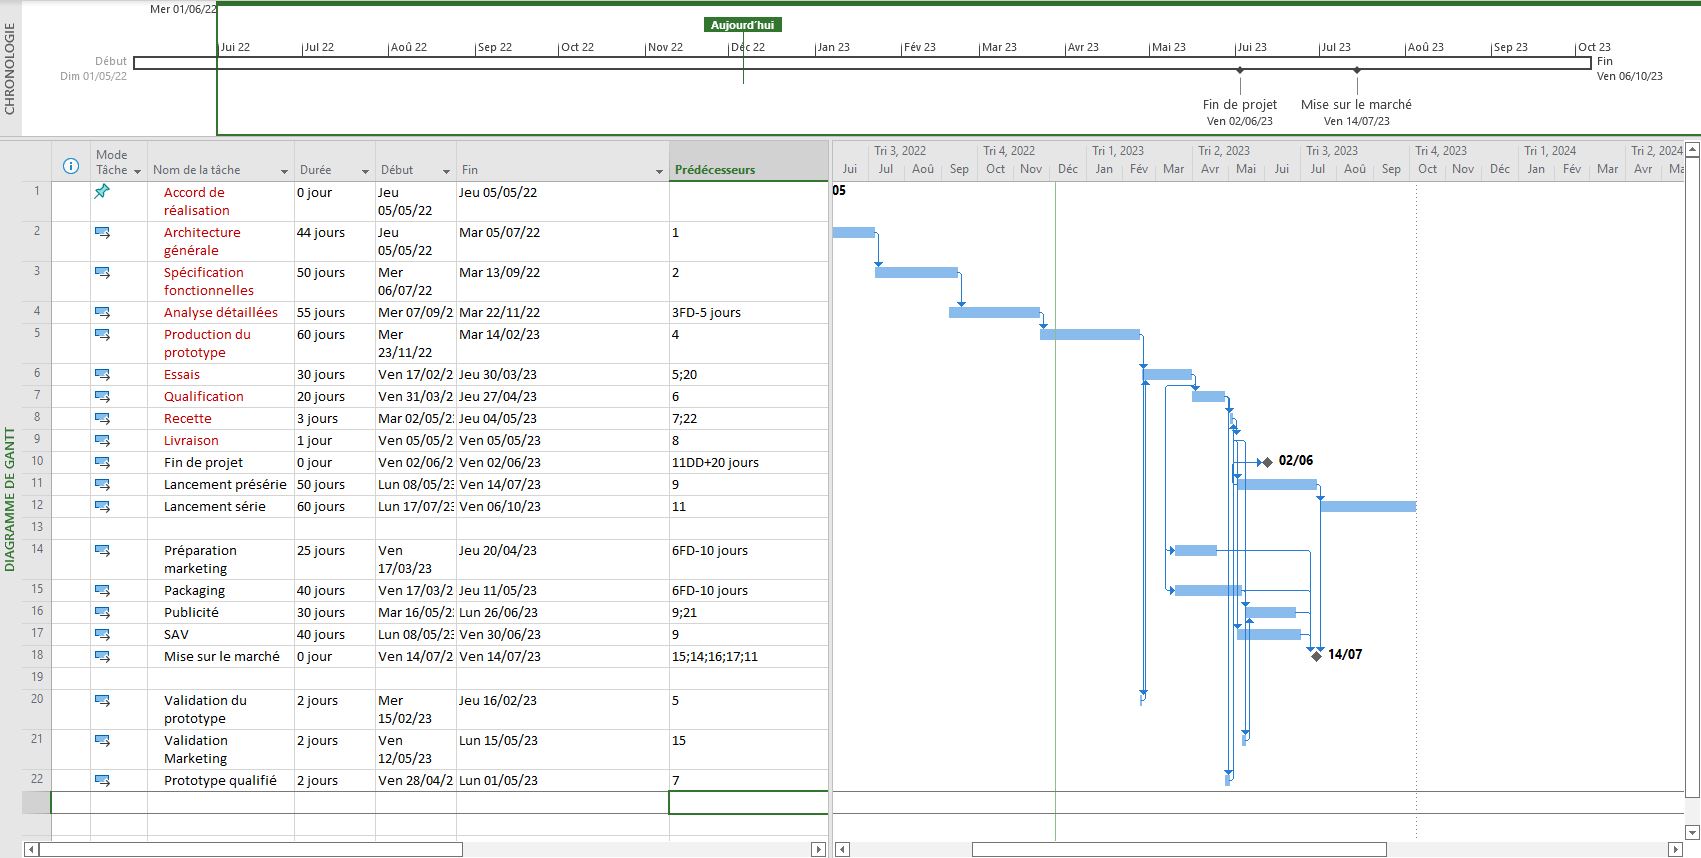 CHRONOLOGIE
Mer 01/06/22
Aujourd'hui
Jui 22 Jul 22 Aoû 22 Sep 22 Oct 22 Nov 22 Déc 22 Jan 23 Fév 23 Mar 23 Avr 23 Mai 23 Jui 23 Jul 23 Aoû 23 Sep 23 Oct 23
Début
Dim 01/05/22
Fin
Ven 06/10/23
Fin de projet
Ven 02/06/23
Mise sur le marché
Ven 14/07/23
DIAGRAMME DE GANTT
Mode
Tâche Nom de la tâche Durée Début Fin Prédécesseurs
Tri 3, 2022 Tri 4, 2022 Tri 1, 2023 Tri 2, 2023 Tri 3, 2023 Tri 4, 2023 Tri 1, 2024 Tri 2, 2024
Jui Jul Aoû Sep Oct Nov Déc Jan Fév Mar Avr Mai Jui Jul Aoû Sep Oct Nov Déc Jan Fév Mar Avr Ma
1 Accord de 0 jour Jeu Jeu 05/05/22 05
réalisation 05/05/22
2 Architecture 44 jours Jeu Mar 05/07/22 1
générale 05/05/22
3 Spécification 50 jours Mer Mar 13/09/22 2
fonctionnelles 06/07/22
4 Analyse détaillées 55 jours Mer 07/09/2 Mar 22/11/22 3FD-5 jours
5 Production du 60 jours Mer Mar 14/02/23 4
prototype 23/11/22
6 Essais 30 jours Ven 17/02/2 Jeu 30/03/23 5;20
7 Qualification 20 jours Ven 31/03/2 Jeu 27/04/23 6
8 Recette 3 jours Mar 02/05/2 Jeu 04/05/23 7;22
9 Livraison 1 jour Ven 05/05/2 Ven 05/05/23 8
10 Fin de projet 0 jour Ven 02/06/2 Ven 02/06/23 11DD+20 jours 02/06
11 Lancement présérie 50 jours Lun 08/05/23 Ven 14/07/23 9
12 Lancement série 60 jours Lun 17/07/23 Ven 06/10/23 11
13
14 Préparation 25 jours Ven Jeu 20/04/23 6FD-10 jours
marketing 17/03/23
15 Packaging 40 jours Ven 17/03/2 Jeu 11/05/23 6FD-10 jours
16 Publicité 30 jours Mar 16/05/2 Lun 26/06/23 9;21
17 SAV 40 jours Lun 08/05/23 Ven 30/06/23 9
18 Mise sur le marché 0 jour Ven 14/07/2 Ven 14/07/23 15;14;16;17;11 14/07
19
20 Validation du 2 jours Mer Jeu 16/02/23 5
prototype 15/02/23
21 Validation 2 jours Ven Lun 15/05/23 15
Marketing 12/05/23
22 Prototype qualifié 2 jours Ven 28/04/2 Lun 01/05/23 7